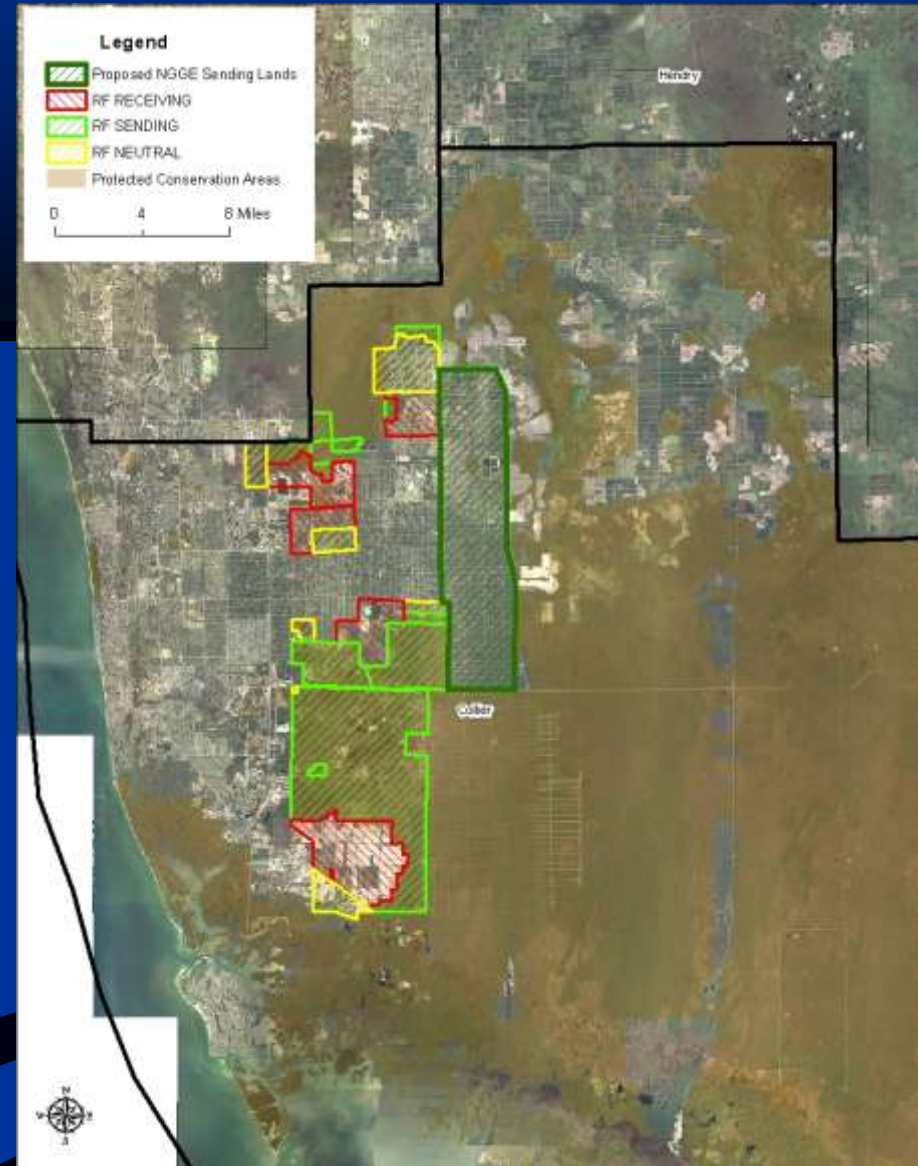 Legend
Proposed NGGE Sending Lands
RF RECEIVING
RF SENDING
RF NEUTRAL
Protected Conservation Areas
0 4 8 Miles
Hendry
Collier
N
W E
S